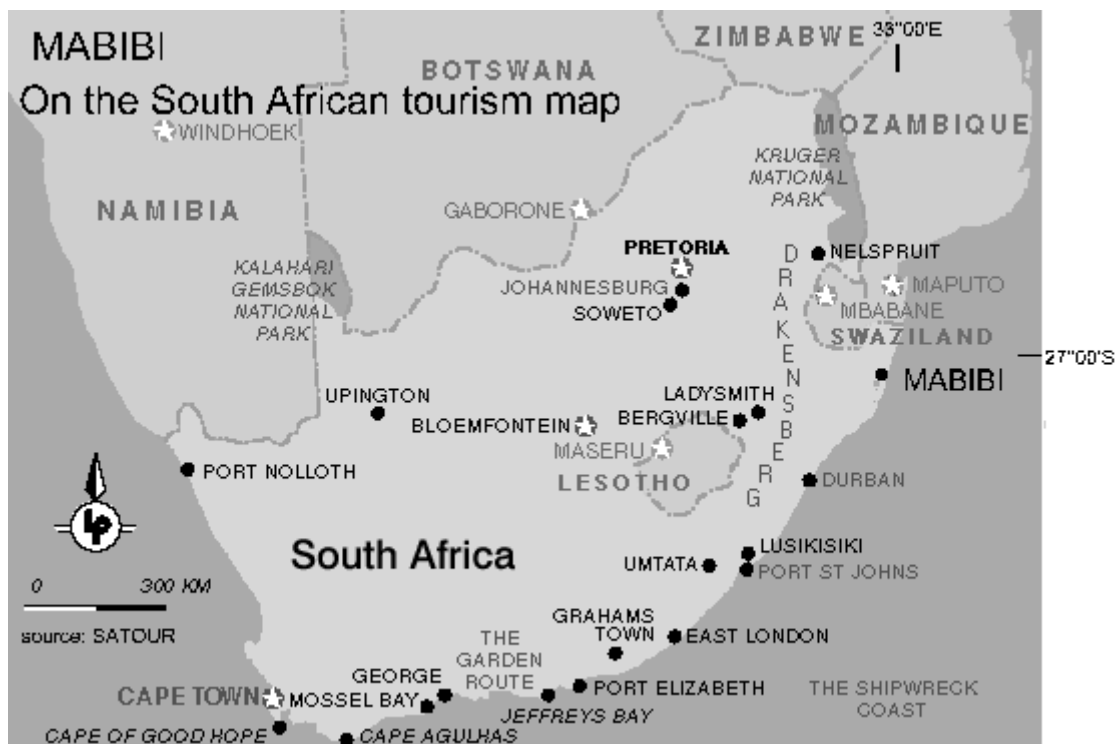 MABIBI
On the South African tourism map
ZIMBABWE
33°00'E
BOTSWANA
WINDHOEK
MOZAMBIQUE
KRUGER
NATIONAL
PARK
NAMIBIA
GABORONE
PRETORIA
NELSPRUIT
KALAHARI
GEMSBOK
NATIONAL
PARK
JOHANNESBURG
SOWETO
DRAKENSBERG
MAPUTO
MBABANE
SWAZILAND
27"00'S
MABIBI
UPINGTON
LADYSMITH
BLOEMFONTEIN
BERGVILLE
MASERU
LESOTHO
PORT NOLLOTH
DURBAN
Lp
South Africa
LUSIKISIKI
UMTATA
PORT ST JOHNS
0 300 KM
source: SATOUR
GRAHAMS
TOWN
EAST LONDON
THE
GARDEN
ROUTE
GEORGE
CAPE TOWN
MOSSEL BAY
PORT ELIZABETH
JEFFREYS BAY
THE SHIPWRECK
COAST
CAPE OF GOOD HOPE
CAPE AGULHAS